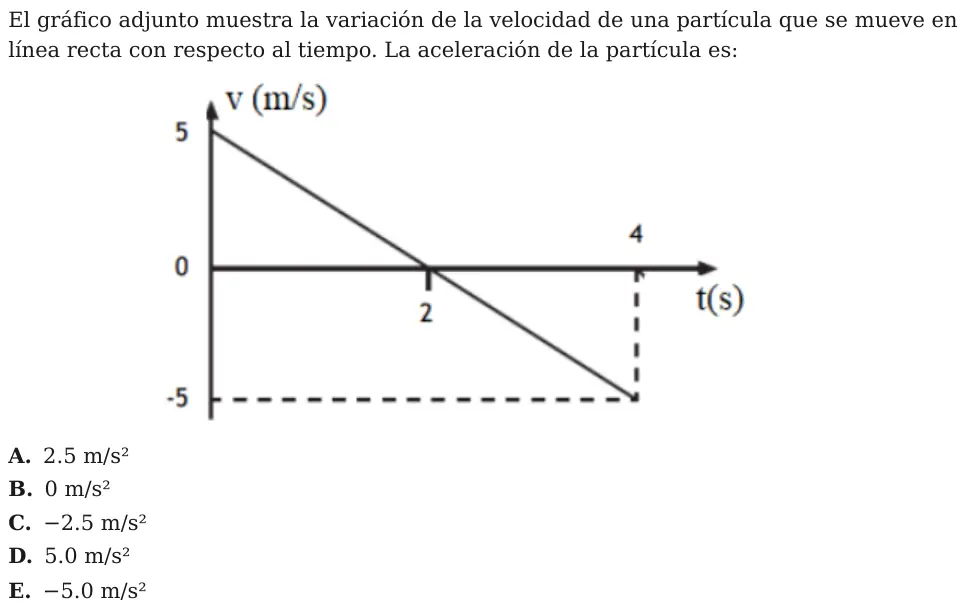 El gráfico adjunto muestra la variación de la velocidad de una partícula que se mueve en
línea recta con respecto al tiempo. La aceleración de la partícula es:
v (m/s)
5
4
0
t(s)
2
-5
A. 2.5 m/s²
B. 0 m/s²
C. −2.5 m/s²
D. 5.0 m/s²
E. −5.0 m/s²